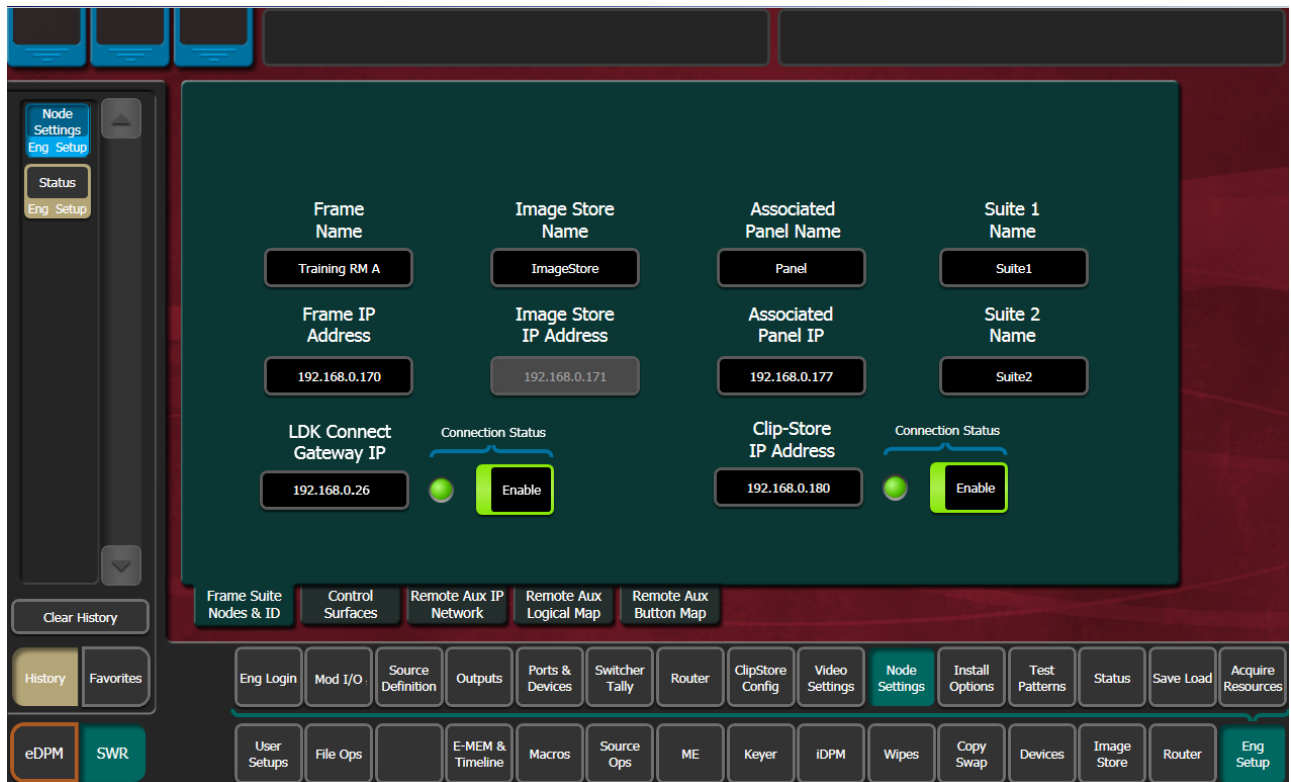 Node
Settings
Eng Setup
Status
Eng Setup
Frame
Name
Image Store
Name
Associated
Panel Name
Suite 1
Name
Training RM A
ImageStore
Panel
Suite1
Frame IP
Address
Image Store
IP Address
Associated
Panel IP
Suite 2
Name
192.168.0.170
192.168.0.171
192.168.0.177
Suite2
LDK Connect
Gateway IP
Connection Status
Clip-Store
IP Address
Connection Status
192.168.0.26
Enable
192.168.0.180
Enable
Frame Suite
Nodes & ID
Control
Surfaces
Remote Aux IP
Network
Remote Aux
Logical Map
Remote Aux
Button Map
Clear History
History
Favorites
Eng Login
Mod I/O :
Source
Definition
Outputs
Ports &
Devices
Switcher
Tally
Router
ClipStore
Config
Video
Settings
Node
Settings
Install
Options
Test
Patterns
Status
Save Load
Acquire
Resources
eDPM
SWR
User
Setups
File Ops
E-MEM &
Timeline
Macros
Source
Ops
ME
Keyer
iDPM
Wipes
Copy
Swap
Devices
Image
Store
Router
Eng
Setup